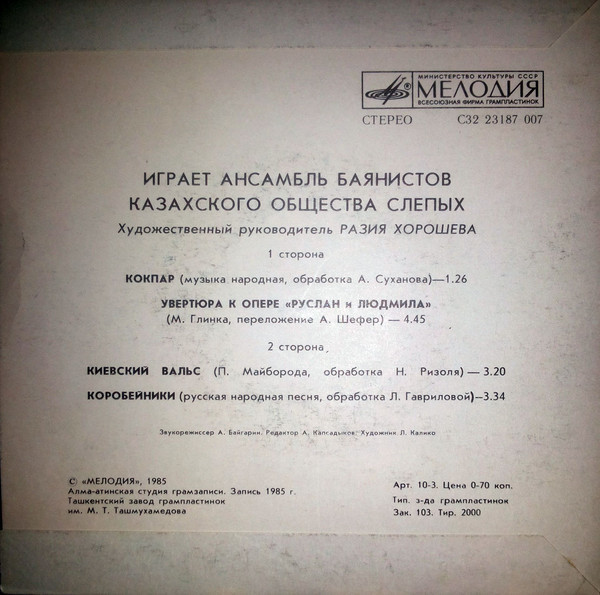 МИНИСТЕРСТВО КУЛЬТУРЫ СССР
МЕЛОДИЯ
ВСЕСОЮЗНАЯ ФИРМА ГРАМПЛАСТИНОК
СТЕРЕО С32 23187 007
ИГРАЕТ АНСАМБЛЬ БАЯНИСТОВ
КАЗАХСКОГО ОБЩЕСТВА СЛЕПЫХ
Художественный руководитель РАЗИЯ ХОРОШЕВА
1 сторона
КОКПАР (музыка народная, обработка А. Суханова)—1.26
УВЕРТЮРА К ОПЕРЕ «РУСЛАН и ЛЮДМИЛА»
(М. Глинка, переложение А. Шефер) — 4.45
2 сторона
КИЕВСКИЙ ВАЛЬС (П. Майборода, обработка Н. Ризоля) — 3.20
КОРОБЕЙНИКИ (русская народная песня, обработка Л. Гавриловой)—3.34
Звукорежиссер А. Байгарин. Редактор А. Капсадыков. Художник Л. Калико
© «МЕЛОДИЯ», 1985
Алма-атинская студия грамзаписи. Запись 1985 г.
Ташкентский завод грампластинок
им. М. Т. Ташмухамедова
Арт. 10-3. Цена 0-70 коп.
Тип. з-да грампластинок
Зак. 103. Тир. 2000